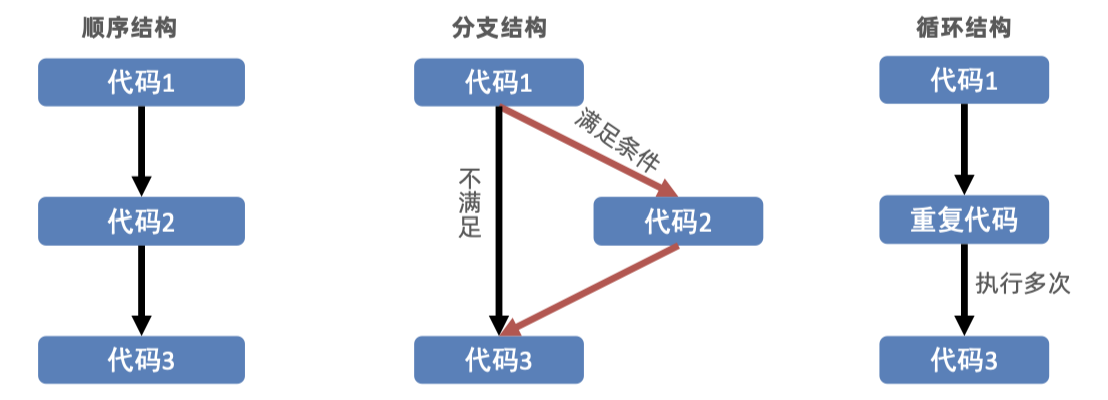 顺序结构
代码1
代码2
代码3
分支结构
代码1
满足条件
不满足
代码2
代码3
循环结构
代码1
重复代码
执行多次
代码3